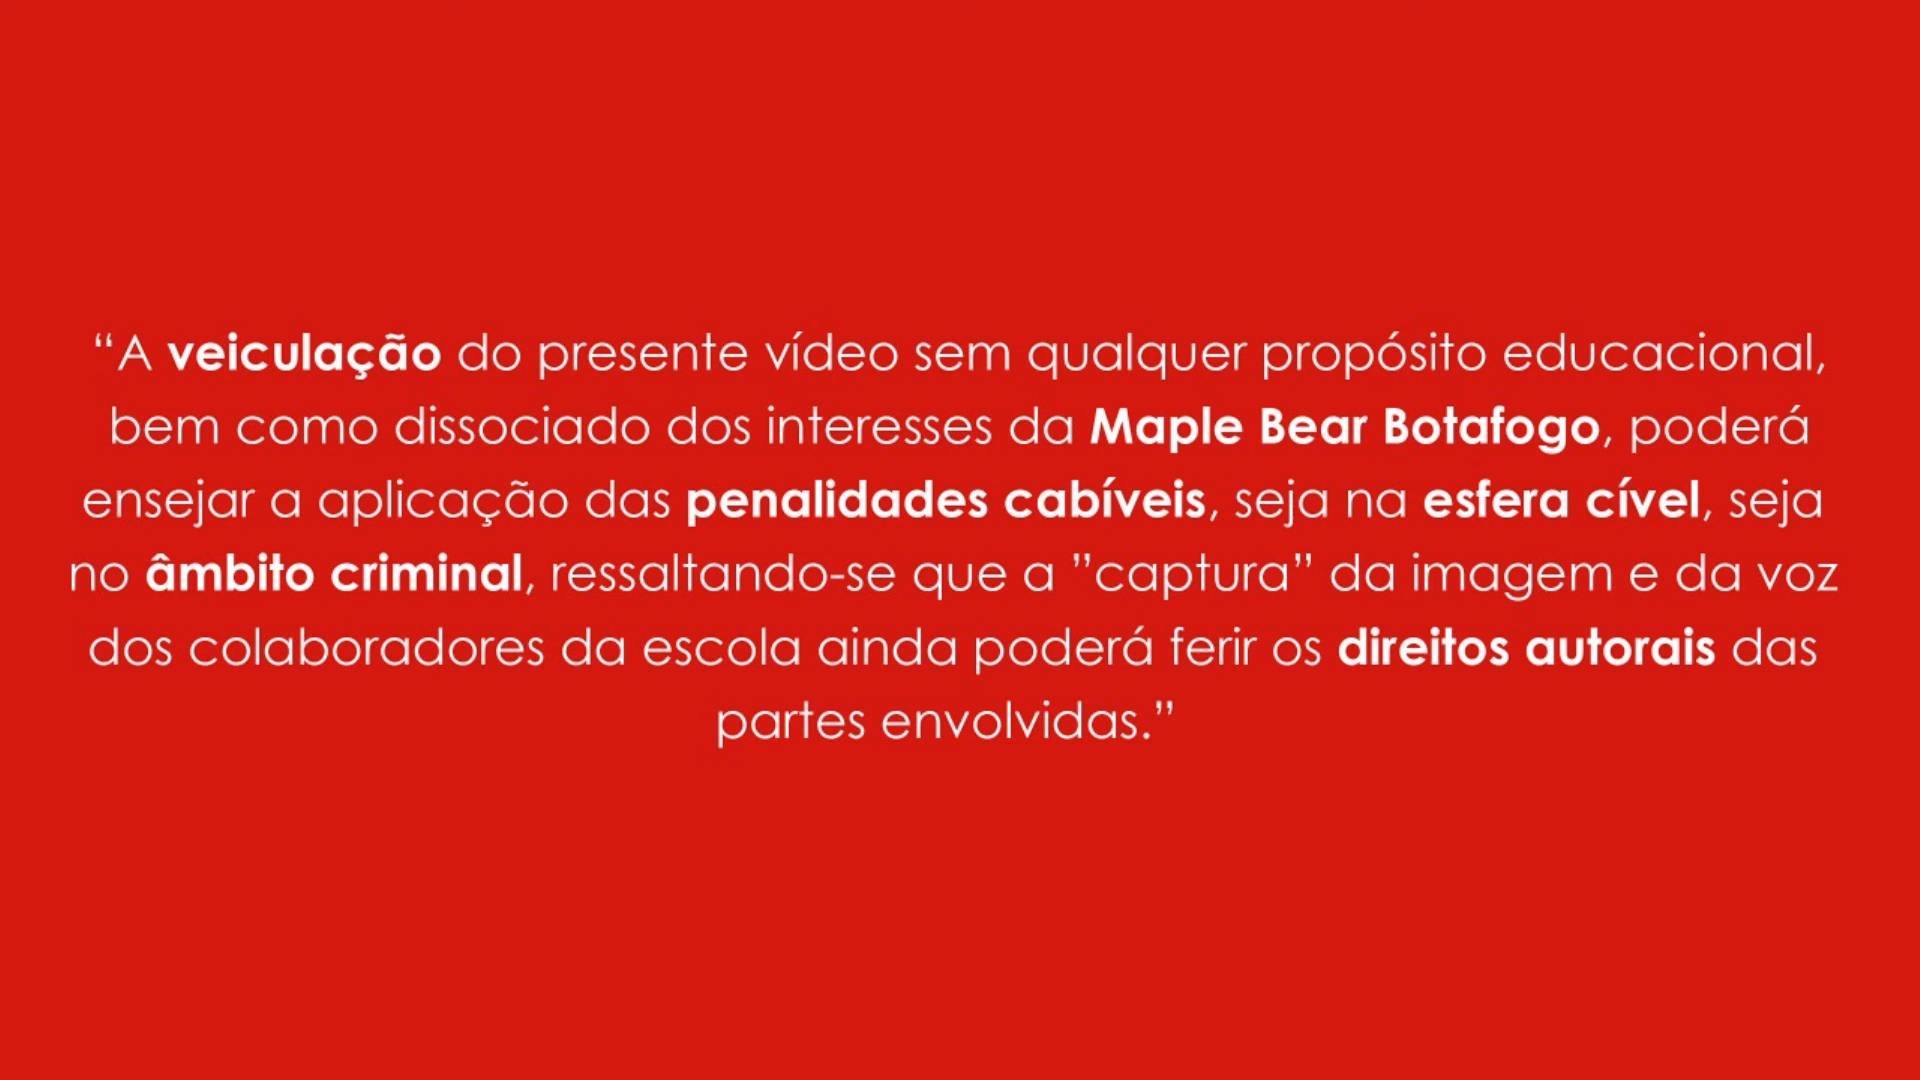 “A veiculação do presente vídeo sem qualquer propósito educacional,
bem como dissociado dos interesses da Maple Bear Botafogo, poderá
ensejar a aplicação das penalidades cabíveis, seja na esfera cível, seja
no âmbito criminal, ressaltando-se que a ”captura” da imagem e da voz
dos colaboradores da escola ainda poderá ferir os direitos autorais das
partes envolvidas.”